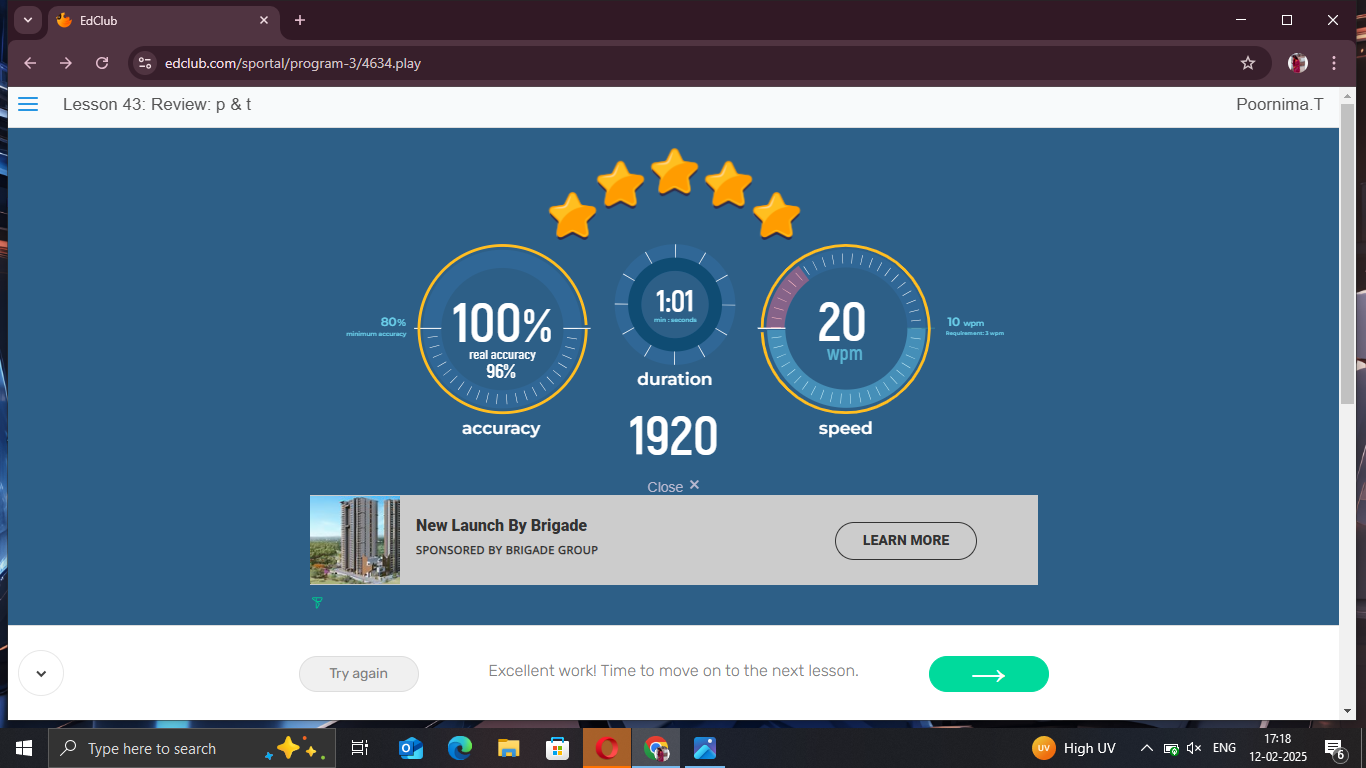 EdClub
edclub.com/sportal/program-3/4634.play
Lesson 43: Review: p & t
Poornima.T
80%
minimum accuracy
100%
real accuracy
96%
accuracy
1:01
min : seconds
duration
1920
20
wpm
speed
10 wpm
Requirement: 3 wpm
Close ✕
New Launch By Brigade
SPONSORED BY BRIGADE GROUP
LEARN MORE
Try again
Excellent work! Time to move on to the next lesson.
Type here to search
UV
High UV
ENG
17:18
12-02-2025
6